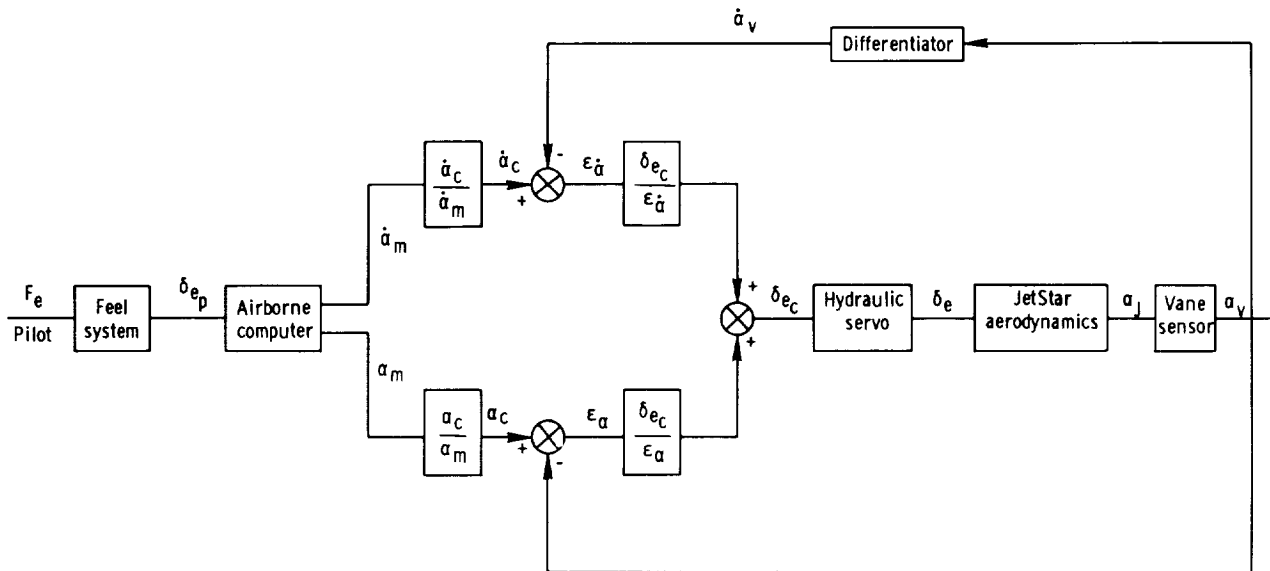 α̇v
Differentiator
α̇c
α̇m
α̇c
-
+
εα̇
δec
εα̇
α̇m
Fe
Pilot
Feel
system
δep
Airborne
computer
+
+
δec
Hydraulic
servo
δe
JetStar
aerodynamics
αJ
Vane
sensor
αv
αm
αc
αm
αc
+
-
εα
δec
εα